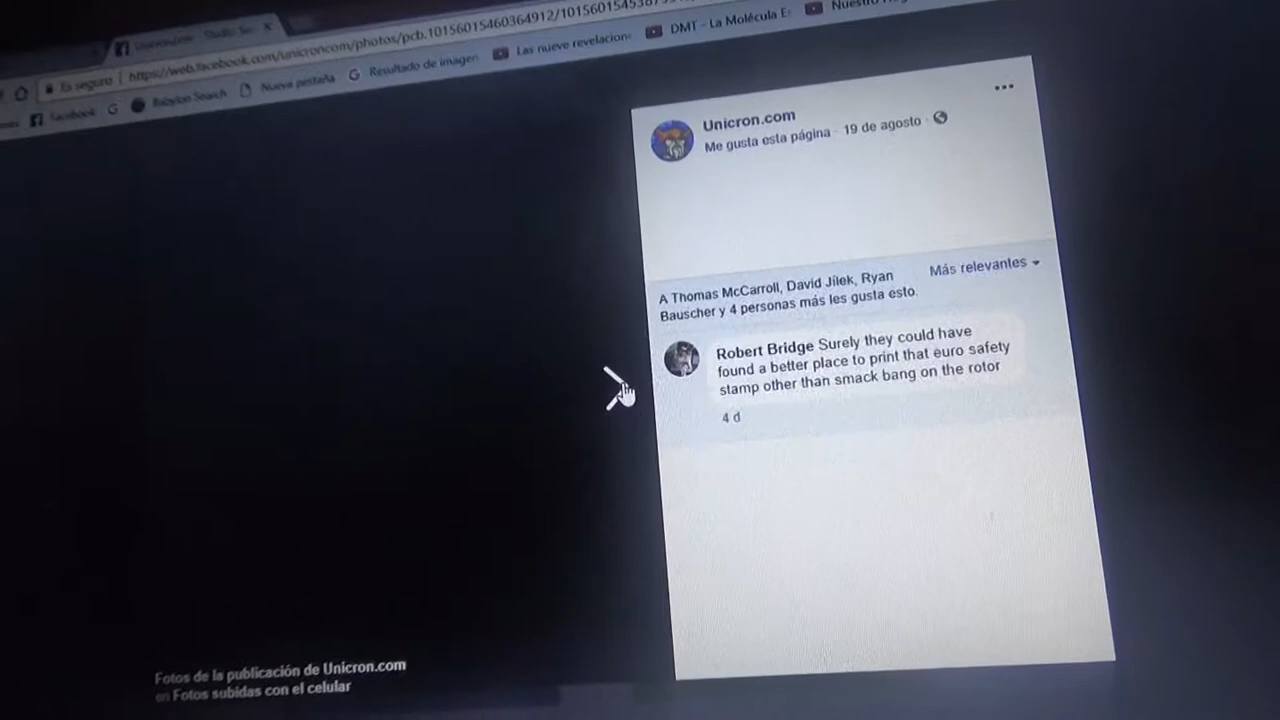 Es seguro | https://web.facebook.com/unicroncom/photos/pcb.10156015460364912/101560154538
Facebook
Babylon Search
Nueva pestaña
Resultado de imagen
Las nueve revelacion
DMT - La Molécula E
Unicron.com
Me gusta esta página · 19 de agosto ·
A Thomas McCarroll, David Jílek, Ryan
Bauscher y 4 personas más les gusta esto.
Más relevantes
Robert Bridge Surely they could have
found a better place to print that euro safety
stamp other than smack bang on the rotor
4 d
Fotos de la publicación de Unicron.com
en Fotos subidas con el celular